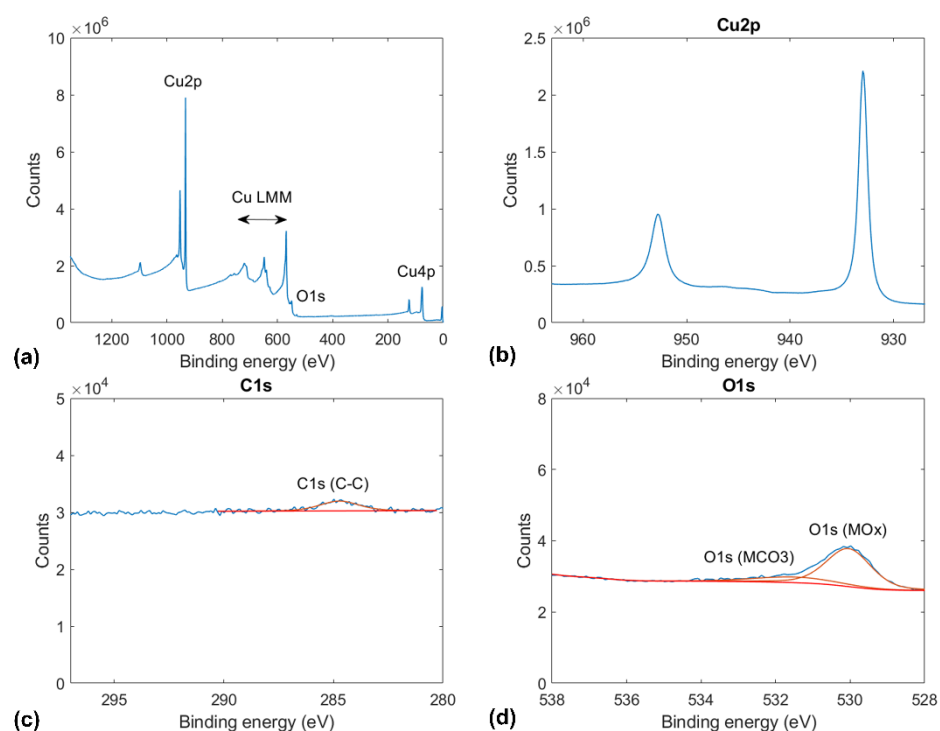 × 10^6
10
8
6
4
2
0
Counts
Cu2p
Cu LMM
O1s
Cu4p
1200 1000 800 600 400 200 0
Binding energy (eV)
(a)
Cu2p
× 10^6
2.5
2
1.5
1
0.5
0
Counts
960 950 940 930
Binding energy (eV)
(b)
C1s
× 10^4
5
4
3
2
1
0
Counts
C1s (C-C)
295 290 285 280
Binding energy (eV)
(c)
O1s
× 10^4
8
6
4
2
0
Counts
O1s (MCO3)
O1s (MOx)
538 536 534 532 530 528
Binding energy (eV)
(d)